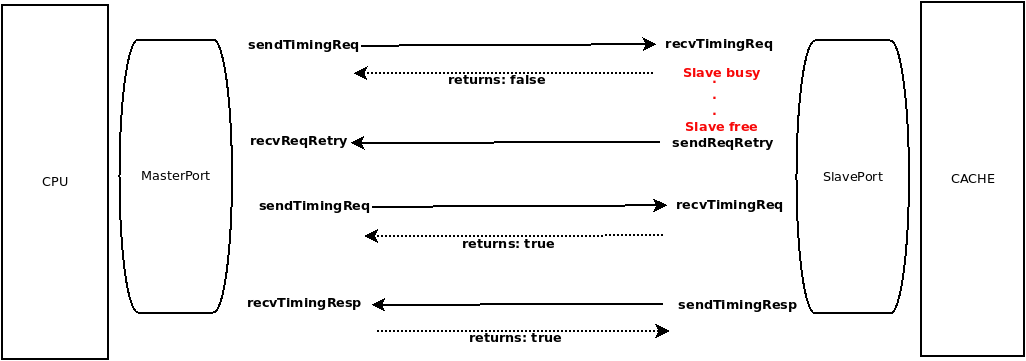 sendTimingReq
recvTimingReq
returns: false
Slave busy
Slave free
recvReqRetry
sendReqRetry
CPU
MasterPort
SlavePort
CACHE
sendTimingReq
recvTimingReq
returns: true
recvTimingResp
sendTimingResp
returns: true